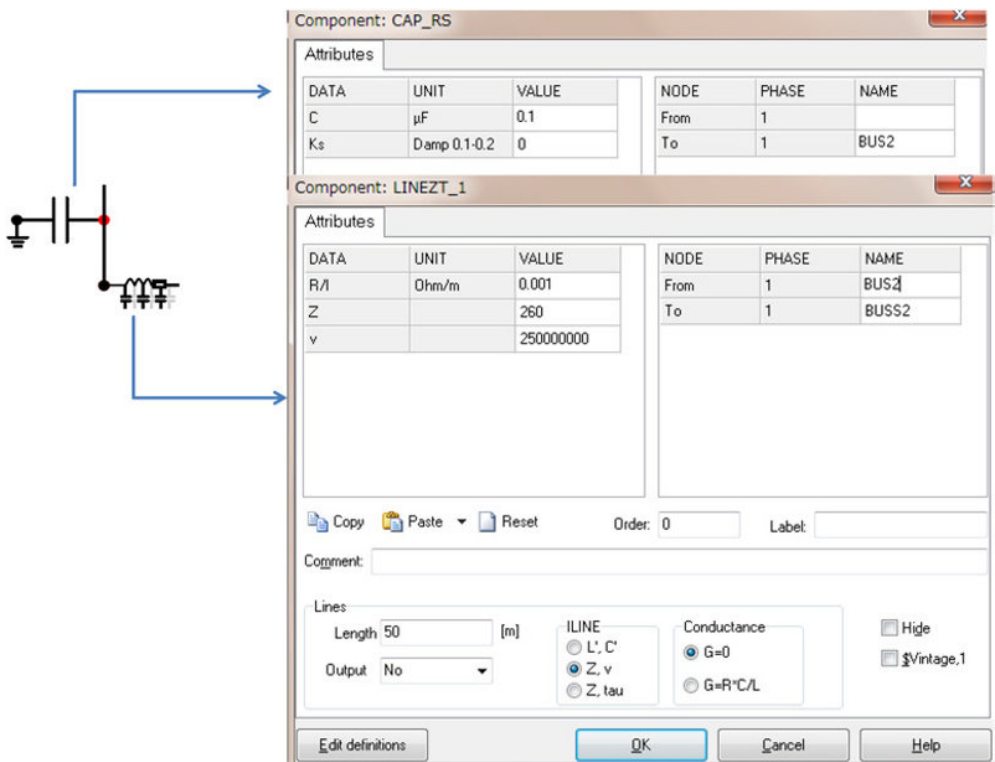 Component: CAP_RS
x
Attributes
DATA UNIT VALUE NODE PHASE NAME
C µF 0.1 From 1
Ks Damp 0.1-0.2 0 To 1 BUS2
Component: LINEZT_1
x
Attributes
DATA UNIT VALUE NODE PHASE NAME
R/l Ohm/m 0.001 From 1 BUS2
Z 260 To 1 BUSS2
v 250000000
Copy Paste Reset Order: 0 Label:
Comment:
Lines
Length 50 [m] ILINE Conductance Hide
L', C' G=0
Output No Z, v $Vintage,1
Z, tau G=R*C/L
Edit definitions OK Cancel Help